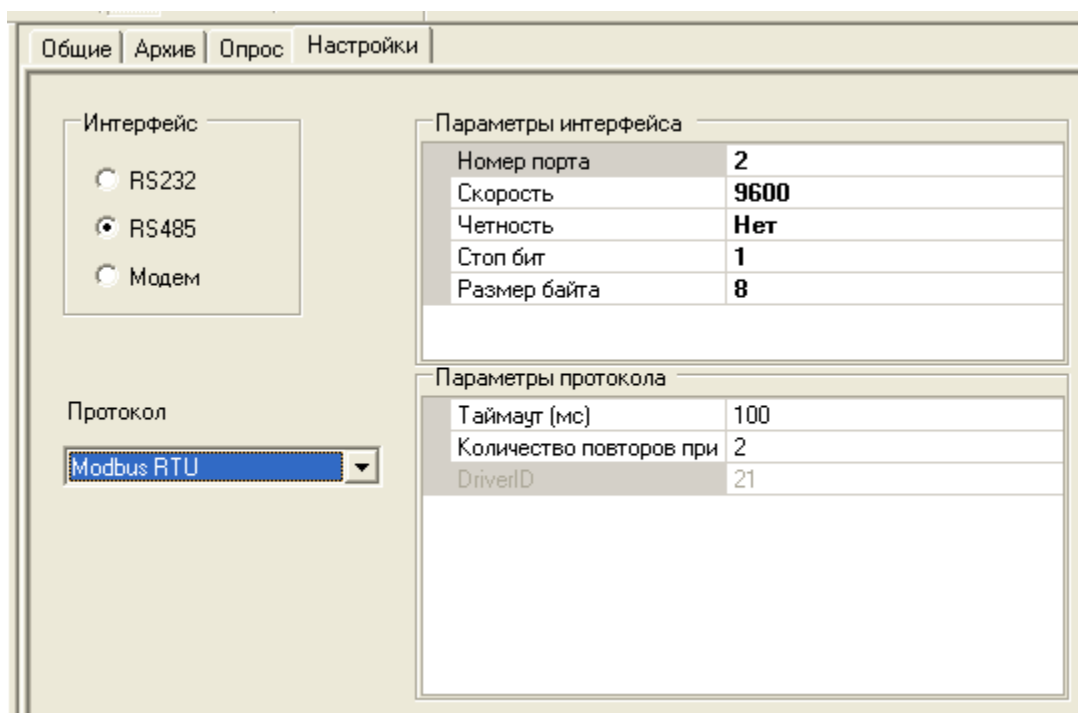 Общие Архив Опрос Настройки
Интерфейс
RS232
RS485
Модем
Протокол
Modbus RTU
Параметры интерфейса
Номер порта 2
Скорость 9600
Четность Нет
Стоп бит 1
Размер байта 8
Параметры протокола
Таймаут (мс) 100
Количество повторов при 2
DriverID 21